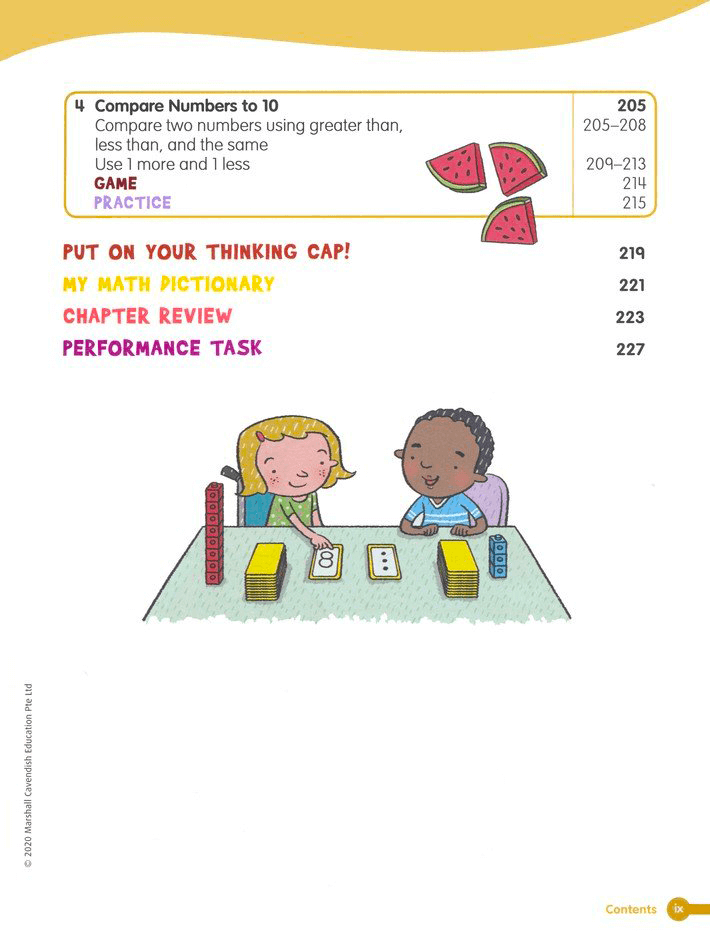 4 Compare Numbers to 10 205
Compare two numbers using greater than, 205–208
less than, and the same
Use 1 more and 1 less 209–213
GAME 214
PRACTICE 215
PUT ON YOUR THINKING CAP! 219
MY MATH DICTIONARY 221
CHAPTER REVIEW 223
PERFORMANCE TASK 227
8
© 2020 Marshall Cavendish Education Pte Ltd
Contents ix